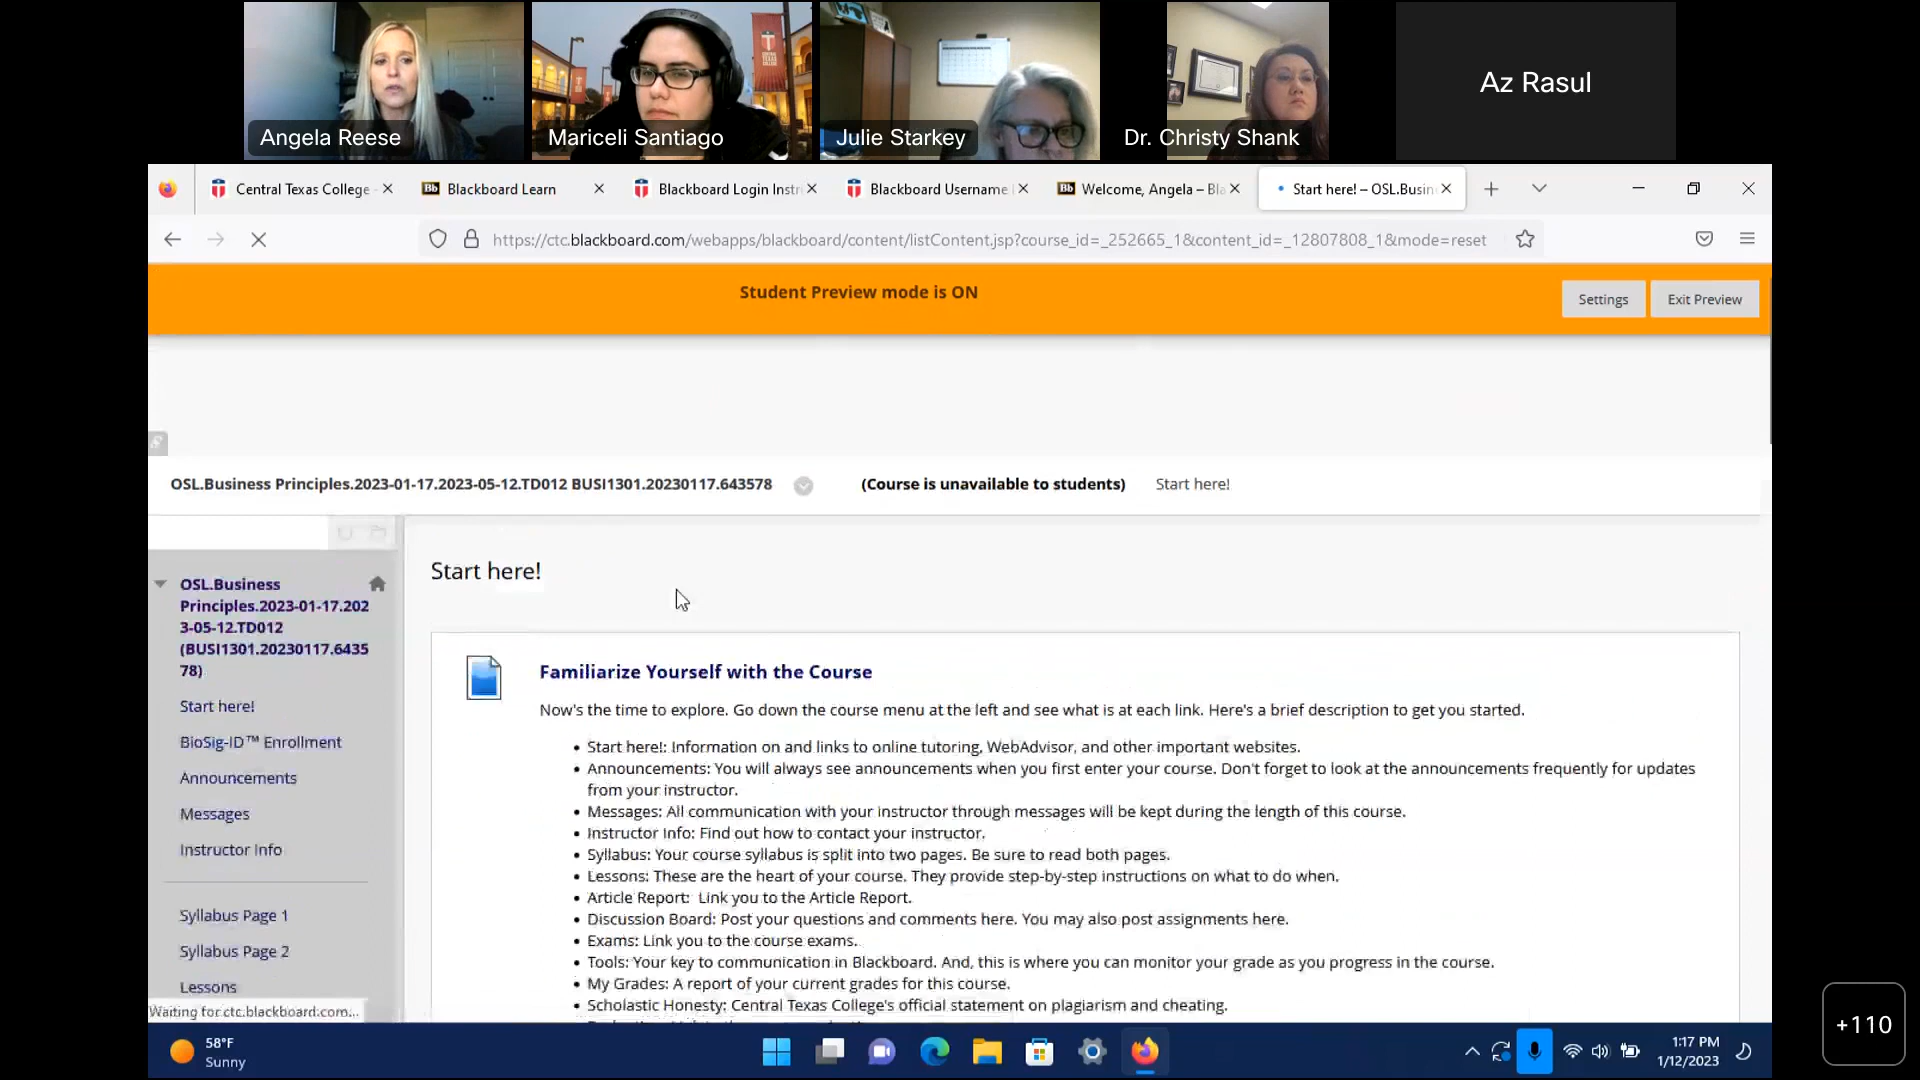 Angela Reese
Mariceli Santiago
Julie Starkey
Dr. Christy Shank
Az Rasul
Central Texas College
Blackboard Learn
Blackboard Login Instr
Blackboard Username
Welcome, Angela – Bla
Start here! – OSL.Busin
https://ctc.blackboard.com/webapps/blackboard/content/listContent.jsp?course_id=_252665_1&content_id=_12807808_1&mode=reset
Student Preview mode is ON
Settings
Exit Preview
OSL.Business Principles.2023-01-17.2023-05-12.TD012 BUSI1301.20230117.643578
(Course is unavailable to students)
Start here!
OSL.Business
Principles.2023-01-17.202
3-05-12.TD012
(BUSI1301.20230117.6435
78)
Start here!
BioSig-ID™ Enrollment
Announcements
Messages
Instructor Info
Syllabus Page 1
Syllabus Page 2
Lessons
Waiting for ctc.blackboard.com...
Start here!
Familiarize Yourself with the Course
Now's the time to explore. Go down the course menu at the left and see what is at each link. Here's a brief description to get you started.
• Start here!: Information on and links to online tutoring, WebAdvisor, and other important websites.
• Announcements: You will always see announcements when you first enter your course. Don't forget to look at the announcements frequently for updates
from your instructor.
• Messages: All communication with your instructor through messages will be kept during the length of this course.
• Instructor Info: Find out how to contact your instructor.
• Syllabus: Your course syllabus is split into two pages. Be sure to read both pages.
• Lessons: These are the heart of your course. They provide step-by-step instructions on what to do when.
• Article Report: Link you to the Article Report.
• Discussion Board: Post your questions and comments here. You may also post assignments here.
• Exams: Link you to the course exams.
• Tools: Your key to communication in Blackboard. And, this is where you can monitor your grade as you progress in the course.
• My Grades: A report of your current grades for this course.
• Scholastic Honesty: Central Texas College's official statement on plagiarism and cheating.
+110
58°F
Sunny
1:17 PM
1/12/2023